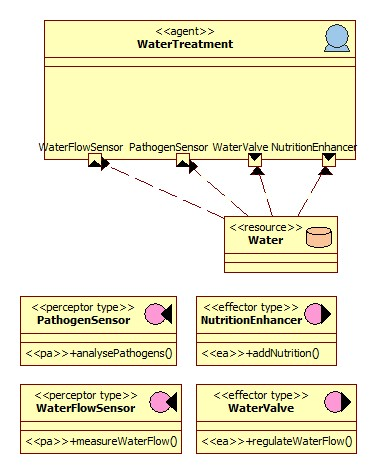 <<agent>>
WaterTreatment
WaterFlowSensor PathogenSensor WaterValve NutritionEnhancer
<<resource>>
Water
<<perceptor type>>
PathogenSensor
<<pa>>+analysePathogens()
<<effector type>>
NutritionEnhancer
<<ea>>+addNutrition()
<<perceptor type>>
WaterFlowSensor
<<pa>>+measureWaterFlow()
<<effector type>>
WaterValve
<<ea>>+regulateWaterFlow()